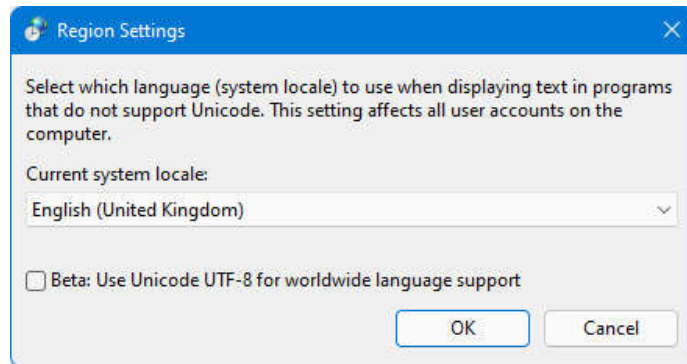 Region Settings
Select which language (system locale) to use when displaying text in programs
that do not support Unicode. This setting affects all user accounts on the
computer.
Current system locale:
English (United Kingdom)
Beta: Use Unicode UTF-8 for worldwide language support
OK
Cancel